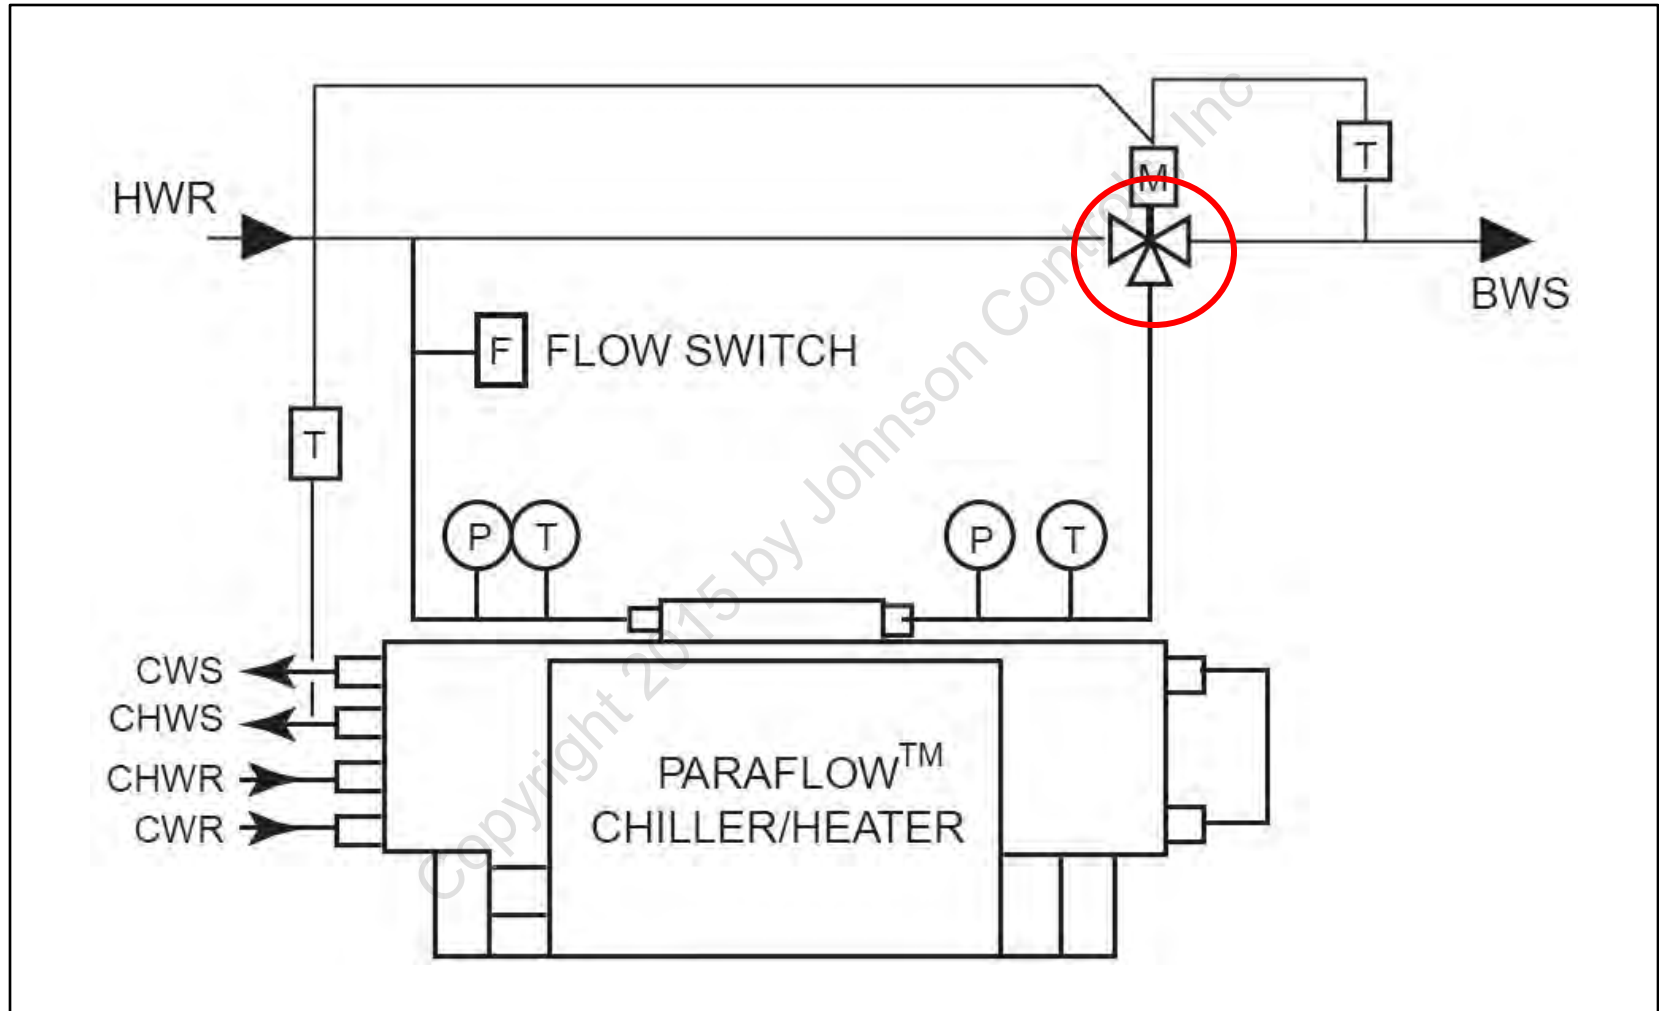 M
T
HWR
BWS
F FLOW SWITCH
T
P T P T
CWS
CHWS
CHWR
CWR
PARAFLOW™
CHILLER/HEATER
Copyright 2015 by Johnson Controls, Inc